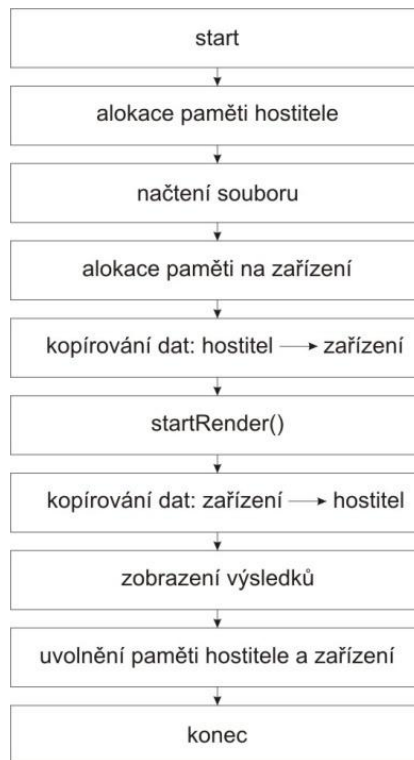 start
alokace paměti hostitele
načtení souboru
alokace paměti na zařízení
kopírování dat: hostitel → zařízení
startRender()
kopírování dat: zařízení → hostitel
zobrazení výsledků
uvolnění paměti hostitele a zařízení
konec